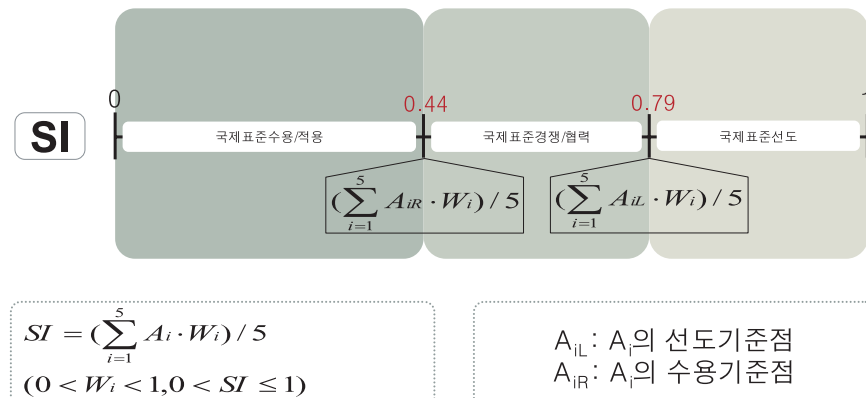 0
0.44
0.79
SI
국제표준수용/적용
국제표준경쟁/협력
국제표준선도
(∑_{i=1}^{5} A_{iR} · W_i) / 5
(∑_{i=1}^{5} A_{iL} · W_i) / 5
SI = (∑_{i=1}^{5} A_i · W_i) / 5
(0 < W_i < 1,0 < SI ≤ 1)
A_{iL}: A_i의 선도기준점
A_{iR}: A_i의 수용기준점